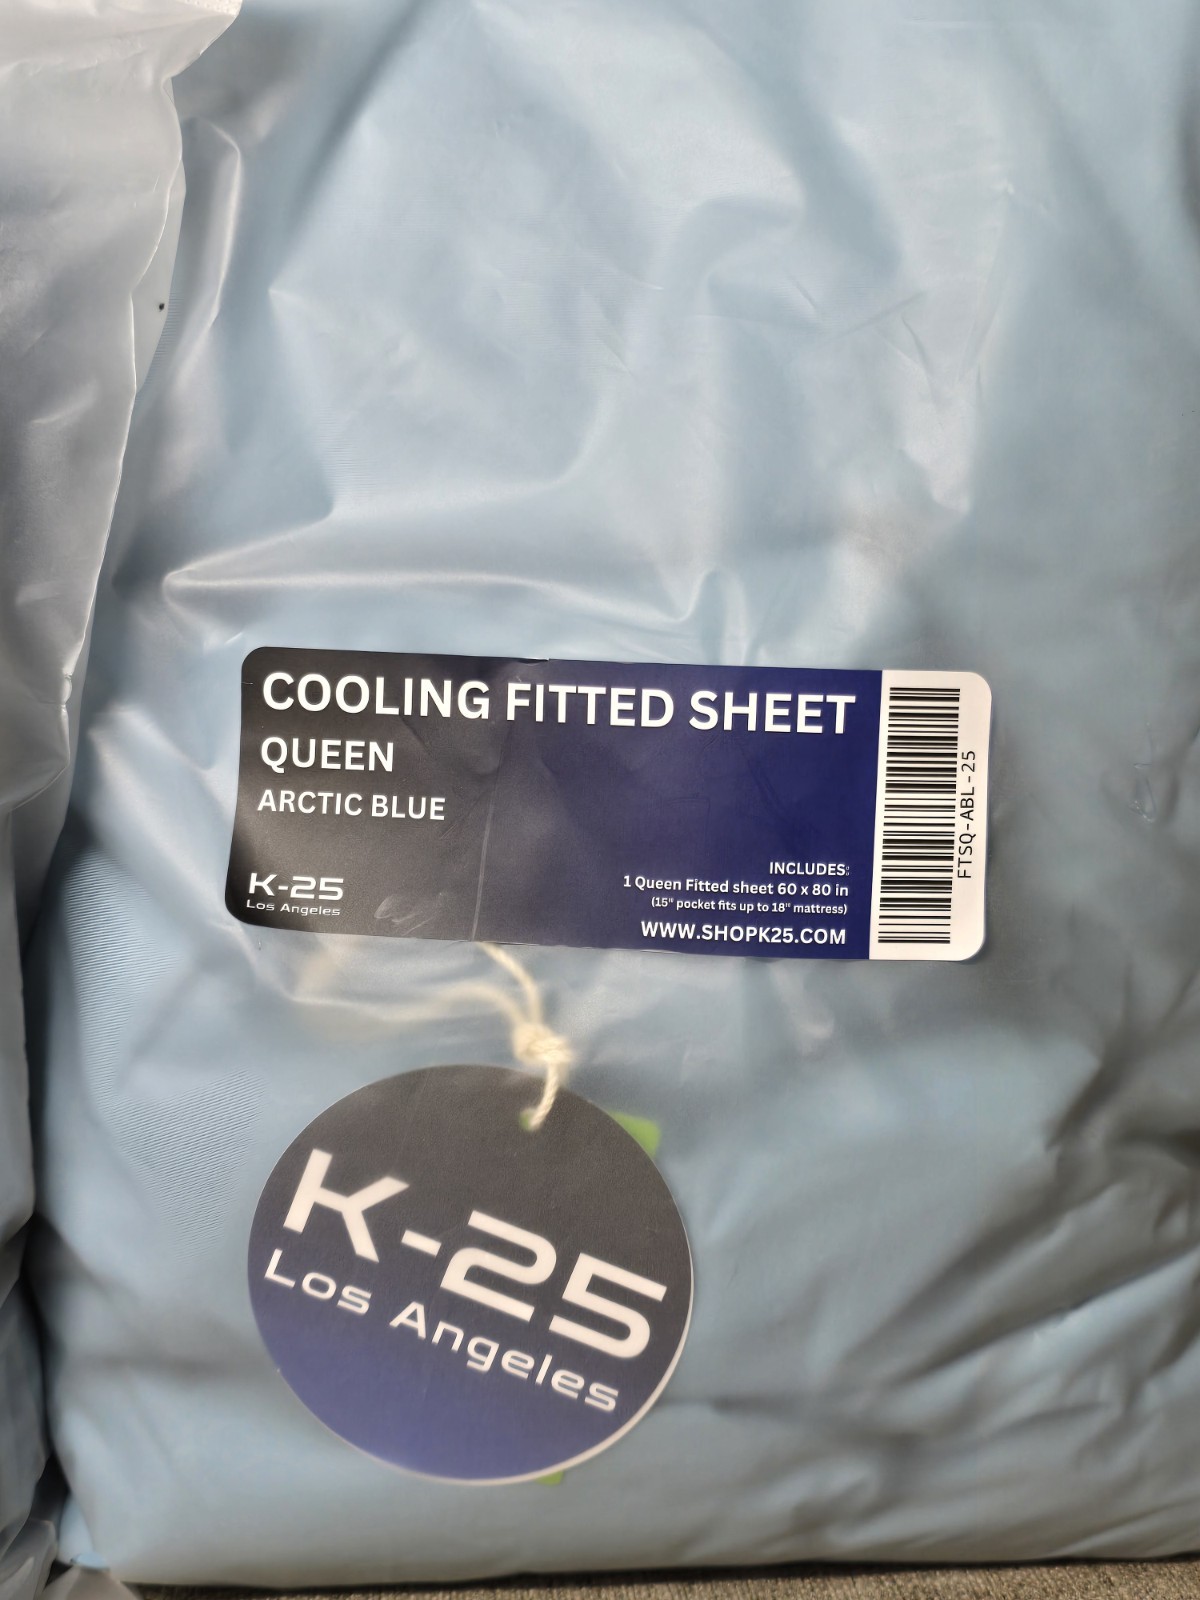 COOLING FITTED SHEET
QUEEN
ARCTIC BLUE
K-25
Los Angeles
INCLUDES:
1 Queen Fitted sheet 60 x 80 in
(15" pocket fits up to 18" mattress)
WWW.SHOPK25.COM
FTSQ-ABL-25
K-25
Los Angeles